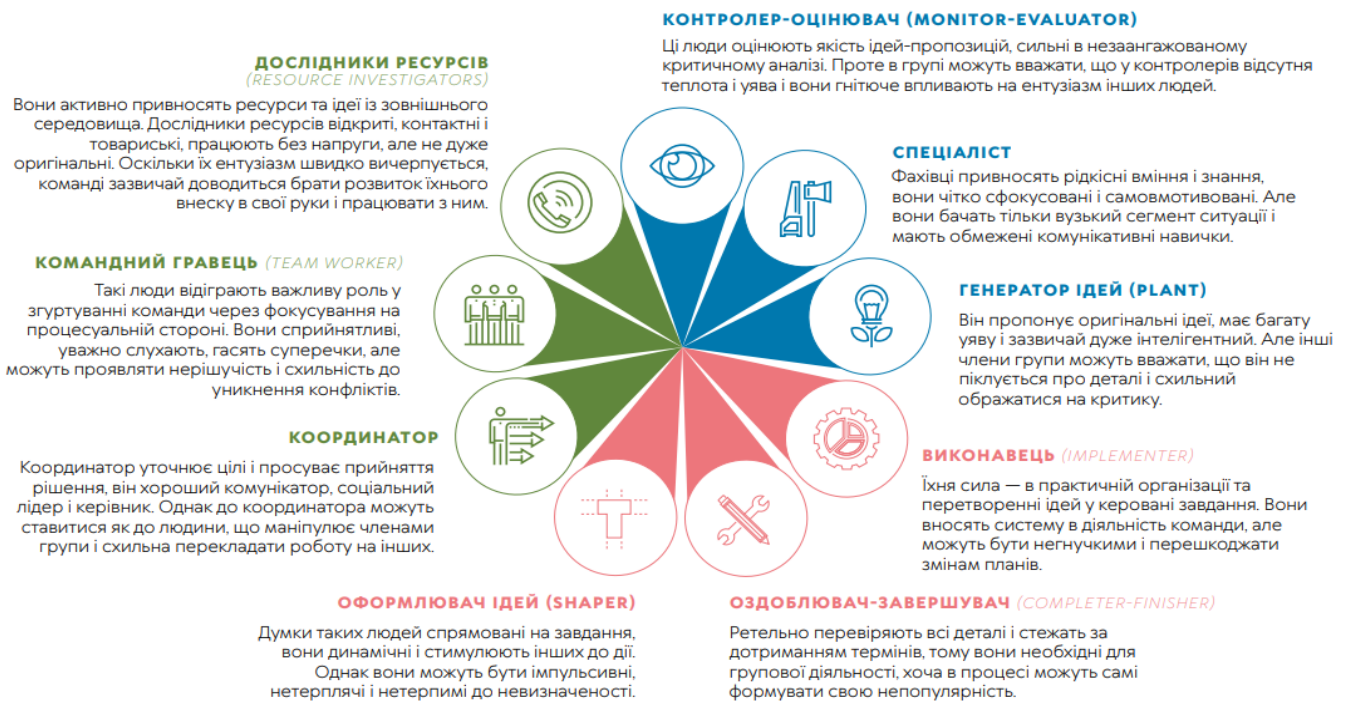 КОНТРОЛЕР-ОЦІНЮВАЧ (MONITOR-EVALUATOR)
Ці люди оцінюють якість ідей-пропозицій, сильні в незаангажованому
критичному аналізі. Проте в групі можуть вважати, що у контролерів відсутня
теплота і уява і вони гнітюче впливають на ентузіазм інших людей.
ДОСЛІДНИКИ РЕСУРСІВ
(RESOURCE INVESTIGATORS)
Вони активно привносять ресурси та ідеї із зовнішнього
середовища. Дослідники ресурсів відкриті, контактні і
товариські, працюють без напруги, але не дуже
оригінальні. Оскільки їх ентузіазм швидко вичерпується,
команді зазвичай доводиться брати розвиток їхнього
внеску в свої руки і працювати з ним.
СПЕЦІАЛІСТ
Фахівці привносять рідкісні вміння і знання,
вони чітко сфокусовані і самовмотивовані. Але
вони бачать тільки вузький сегмент ситуації і
мають обмежені комунікативні навички.
КОМАНДНИЙ ГРАВЕЦЬ (TEAM WORKER)
Такі люди відіграють важливу роль у
згуртуванні команди через фокусування на
процесуальній стороні. Вони сприйнятливі,
уважно слухають, гасять суперечки, але
можуть проявляти нерішучість і схильність до
уникнення конфліктів.
ГЕНЕРАТОР ІДЕЙ (PLANT)
Він пропонує оригінальні ідеї, має багату
уяву і зазвичай дуже інтелігентний. Але інші
члени групи можуть вважати, що він не
піклується про деталі і схильний
ображатися на критику.
КООРДИНАТОР
Координатор уточнює цілі і просуває прийняття
рішення, він хороший комунікатор, соціальний
лідер і керівник. Однак до координатора можуть
ставитися як до людини, що маніпулює членами
групи і схильна перекладати роботу на інших.
ВИКОНАВЕЦЬ (IMPLEMENTER)
Їхня сила — в практичній організації та
перетворенні ідей у керовані завдання. Вони
вносять систему в діяльність команди, але
можуть бути негнучкими і перешкоджати
змінам планів.
ОФОРМЛЮВАЧ ІДЕЙ (SHAPER)
Думки таких людей спрямовані на завдання,
вони динамічні і стимулюють інших до дії.
Однак вони можуть бути імпульсивні,
нетерплячі і нетерпимі до невизначеності.
ОЗДОБЛЮВАЧ-ЗАВЕРШУВАЧ (COMPLETER-FINISHER)
Ретельно перевіряють всі деталі і стежать за
дотриманням термінів, тому вони необхідні для
групової діяльності, хоча в процесі можуть самі
формувати свою непопулярність.